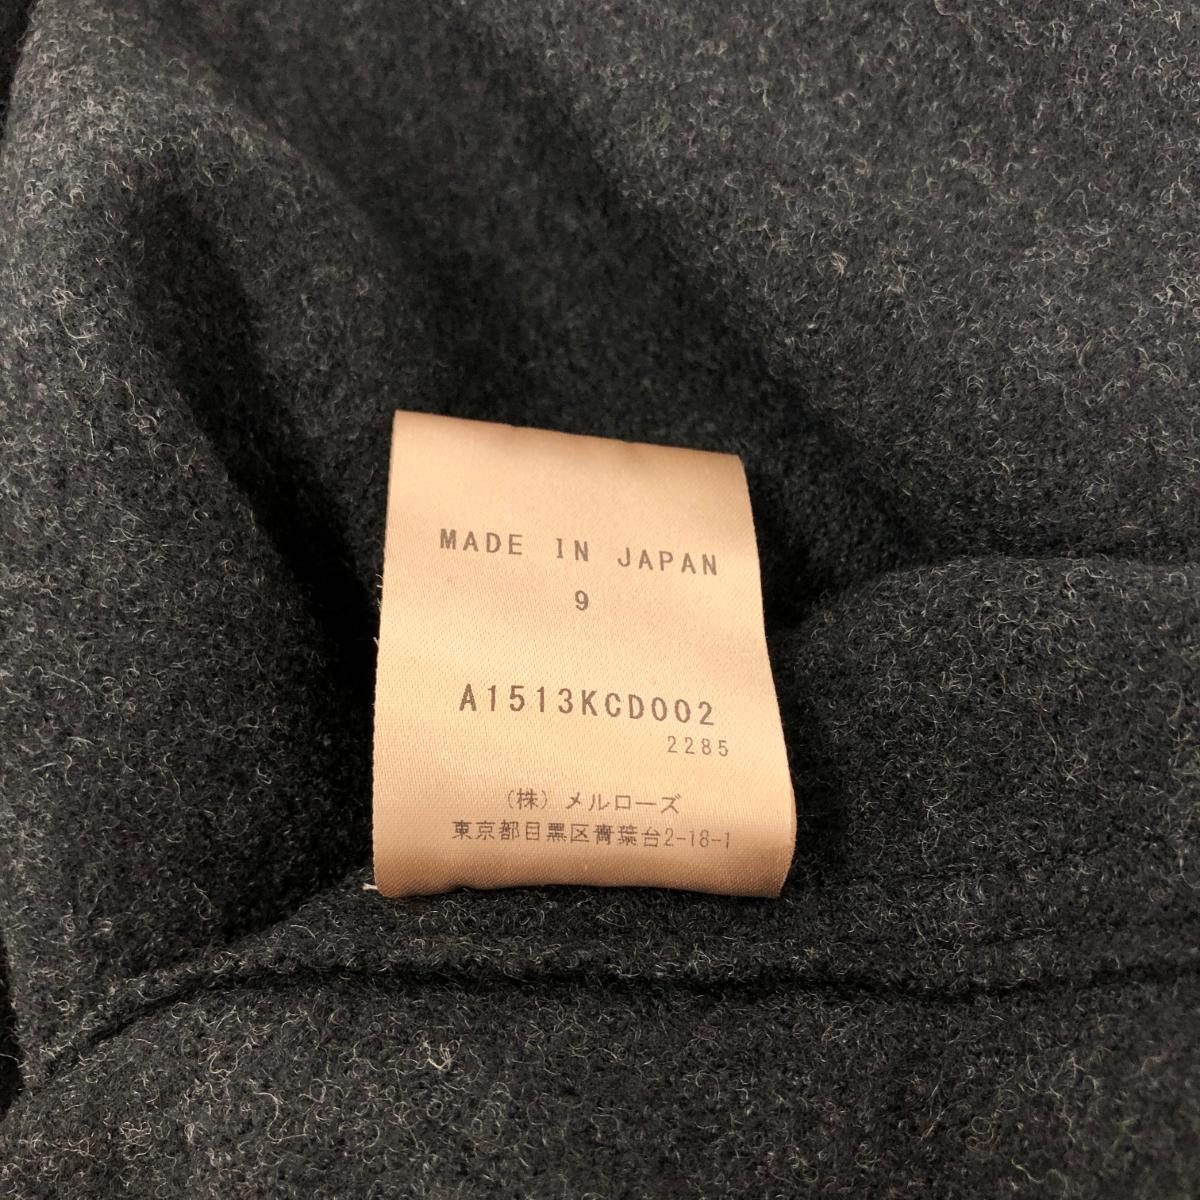 MADE IN JAPAN
9
A1513KCD002
2285
(株)メルローズ
東京都目黒区青葉台2-18-1